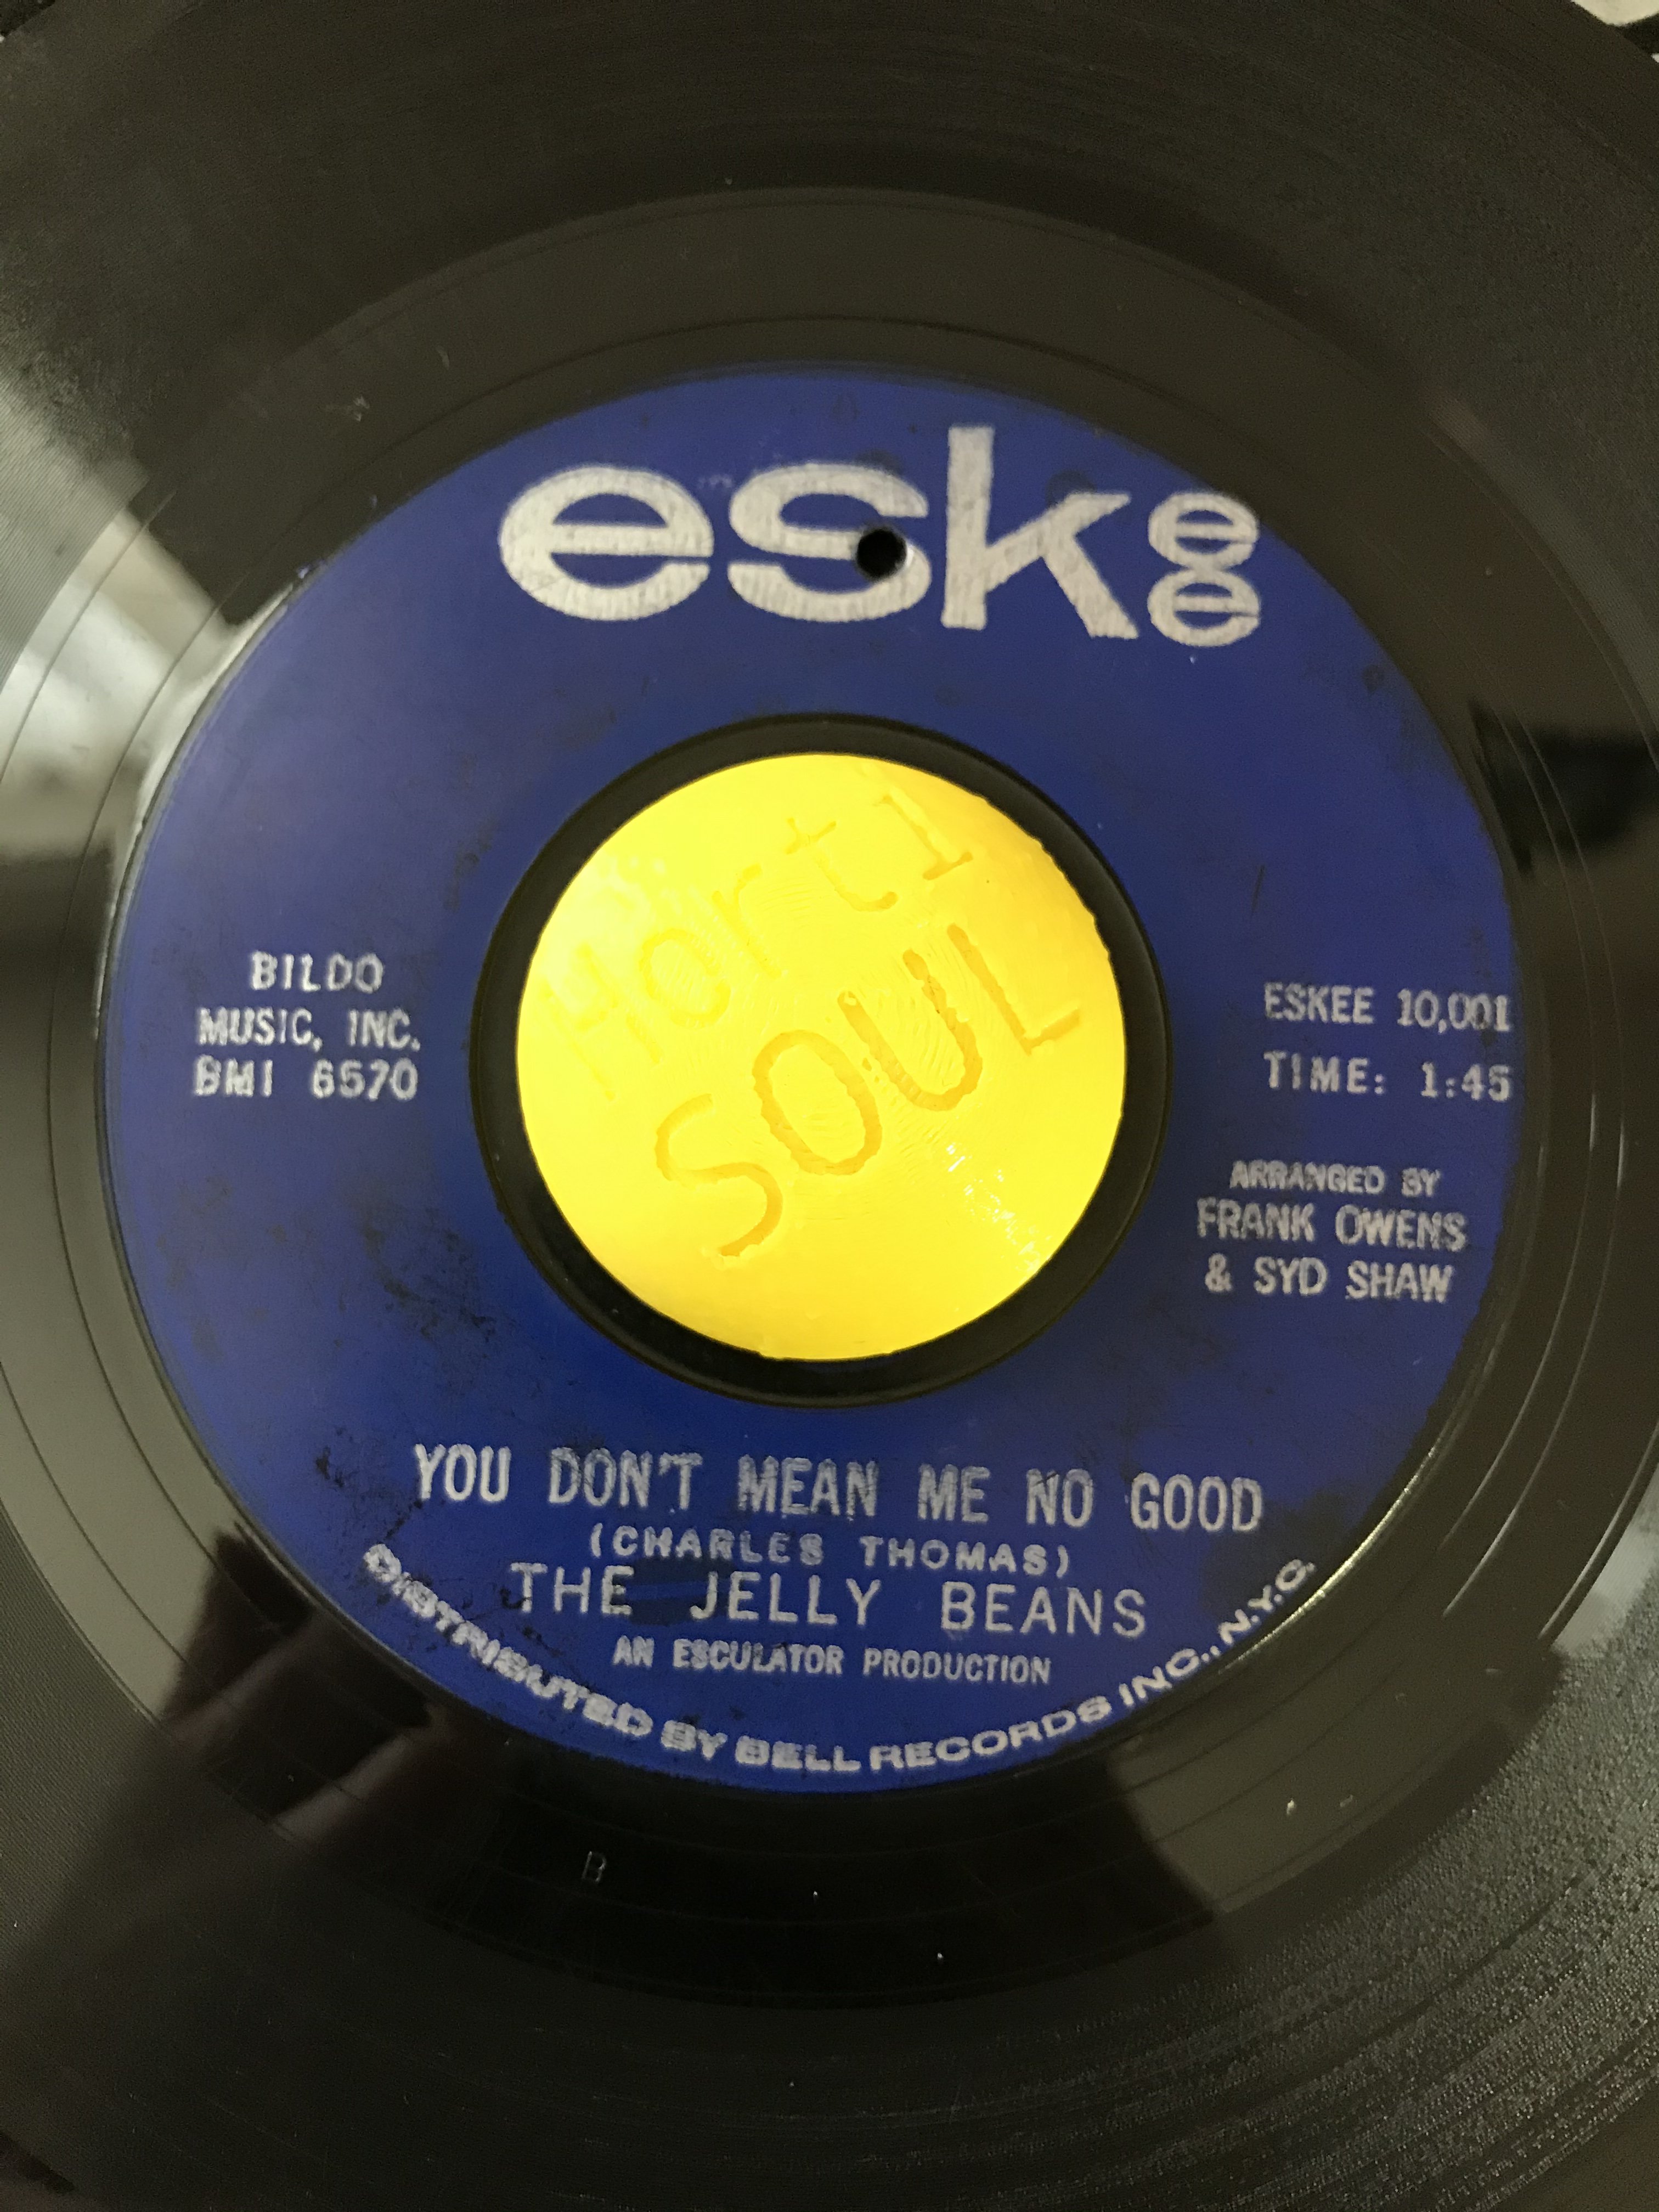 eskee
HortI
SOUL
BILDO
MUSIC, INC.
BMI 6570
ESKEE 10,001
TIME: 1:45
ARRANGED BY
FRANK OWENS
& SYD SHAW
YOU DON'T MEAN ME NO GOOD
(CHARLES THOMAS)
THE JELLY BEANS
AN ESCULATOR PRODUCTION
DISTRIBUTED BY BELL RECORDS INC., N.Y.C.
B